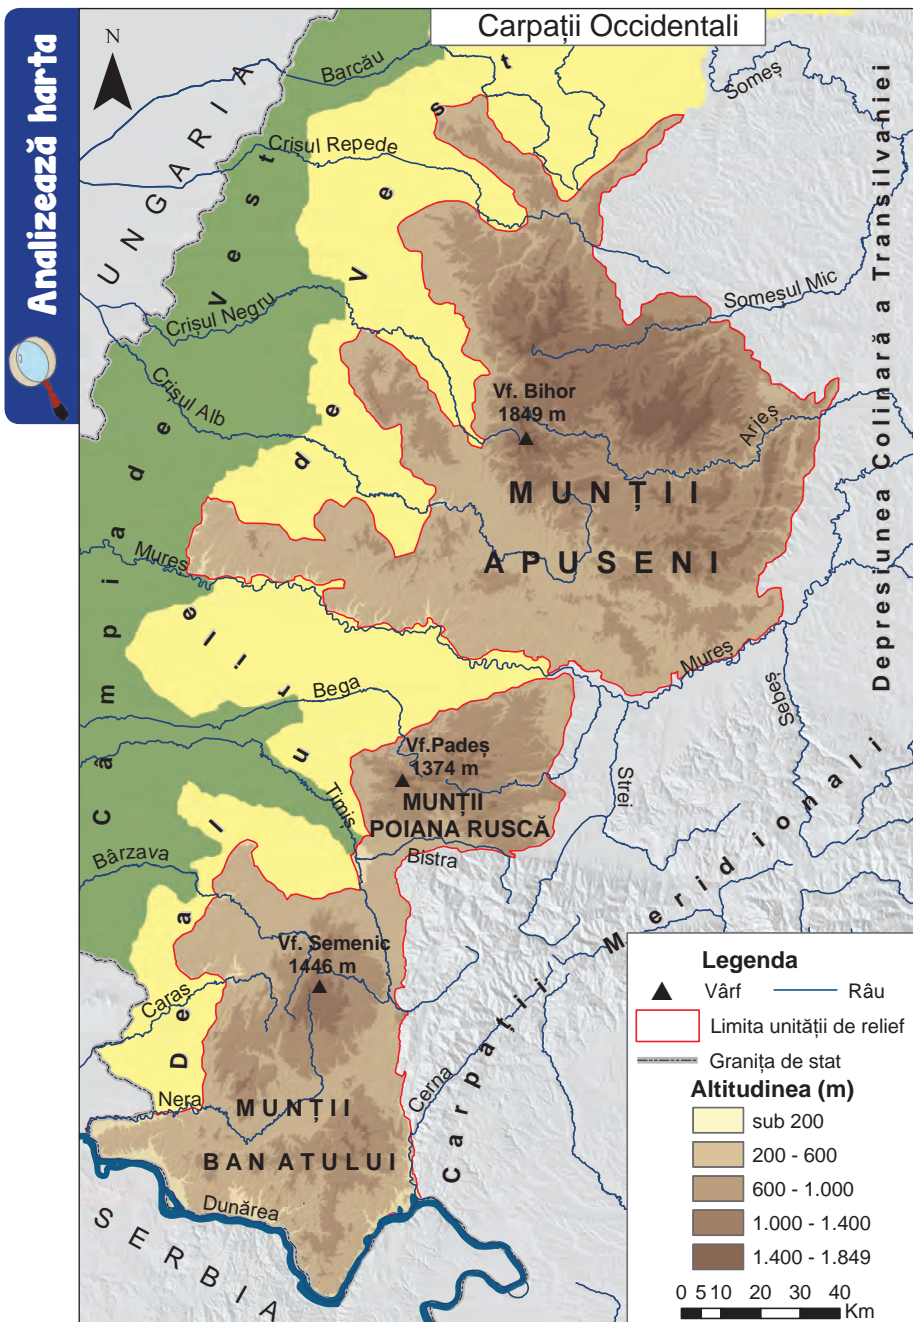 Analizează harta
Carpații Occidentali
N
UNGARIA
Barcău
Someș
Crișul Repede
Crișul Negru
Someșul Mic
Crișul Alb
Vf. Bihor
1849 m
Arieș
MUNȚII
APUSENI
Mureș
Mureș
Sebeș
Strei
Bega
Vf.Padeș
1374 m
MUNȚII
POIANA RUSCĂ
Timiș
Bistra
Bârzava
Vf. Semenic
1446 m
Caraș
Nera
MUNȚII
BANATULUI
Cerna
Dunărea
SERBIA
Câmpia de Vest
Dealurile de Vest
Depresiunea Colinară a Transilvaniei
Carpații Meridionali
Legenda
Vârf
Râu
Limita unității de relief
Granița de stat
Altitudinea (m)
sub 200
200 - 600
600 - 1.000
1.000 - 1.400
1.400 - 1.849
0 5 10 20 30 40
Km